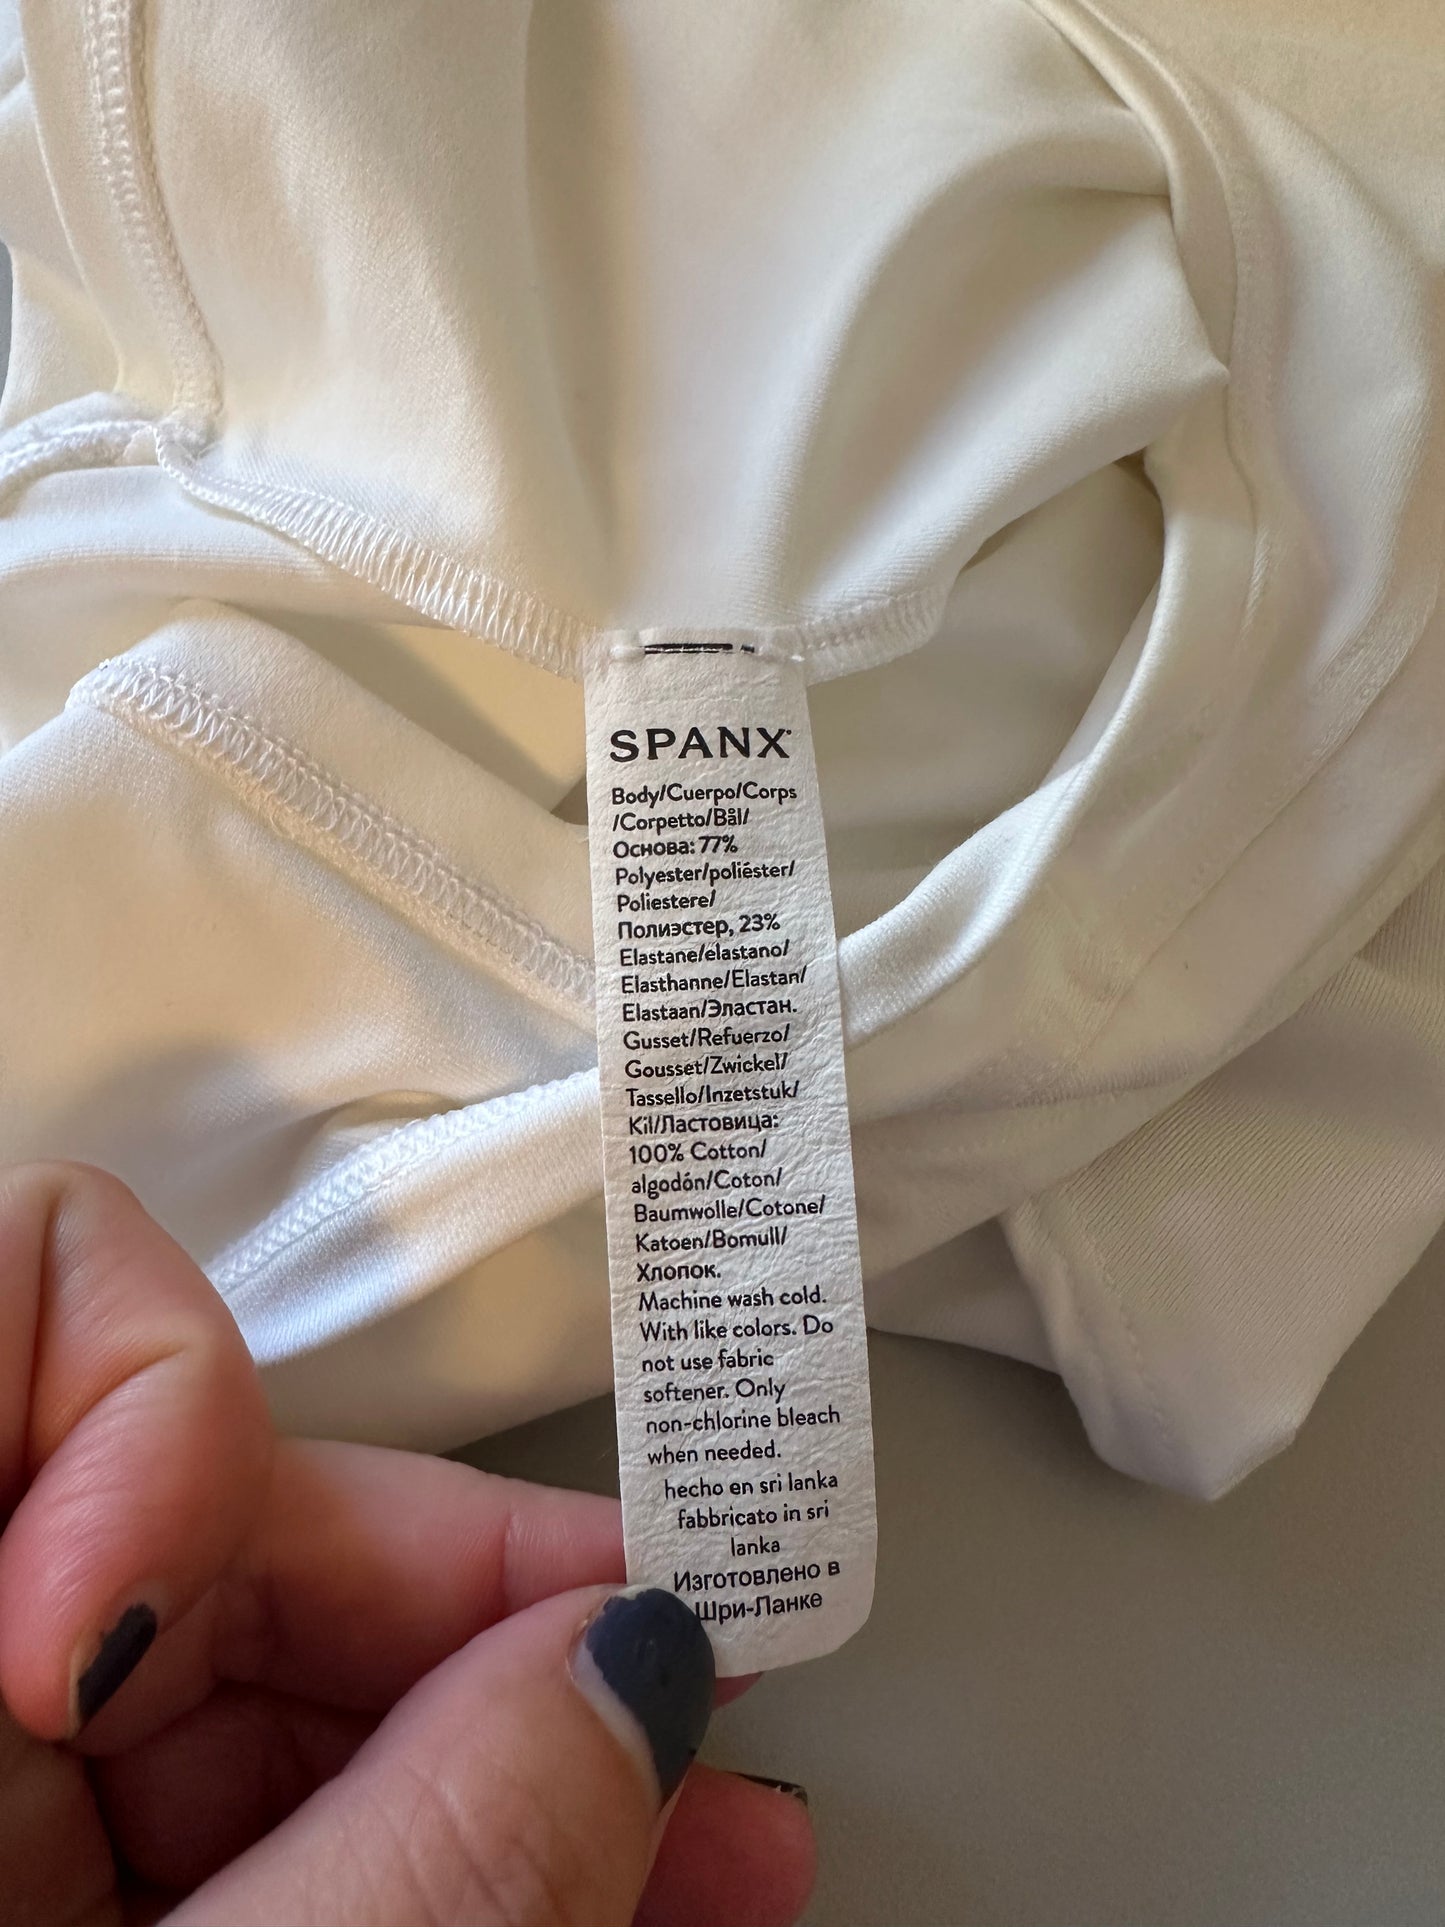 SPANX
Body/Cuerpo/Corps
/Corpetto/Bål/
Основа: 77%
Polyester/poliéster/
Poliestere/
Полиэстер, 23%
Elastane/elastano/
Elasthanne/Elastan/
Elastaan/Эластан.
Gusset/Refuerzo/
Gousset/Zwickel/
Tassello/Inzetstuk/
Kil/Ластовица:
100% Cotton/
algodón/Coton/
Baumwolle/Cotone/
Katoen/Bomull/
Хлопок.
Machine wash cold.
With like colors. Do
not use fabric
softener. Only
non-chlorine bleach
when needed.
hecho en sri lanka
fabbricato in sri
lanka
Изготовлено в
Шри-Ланке